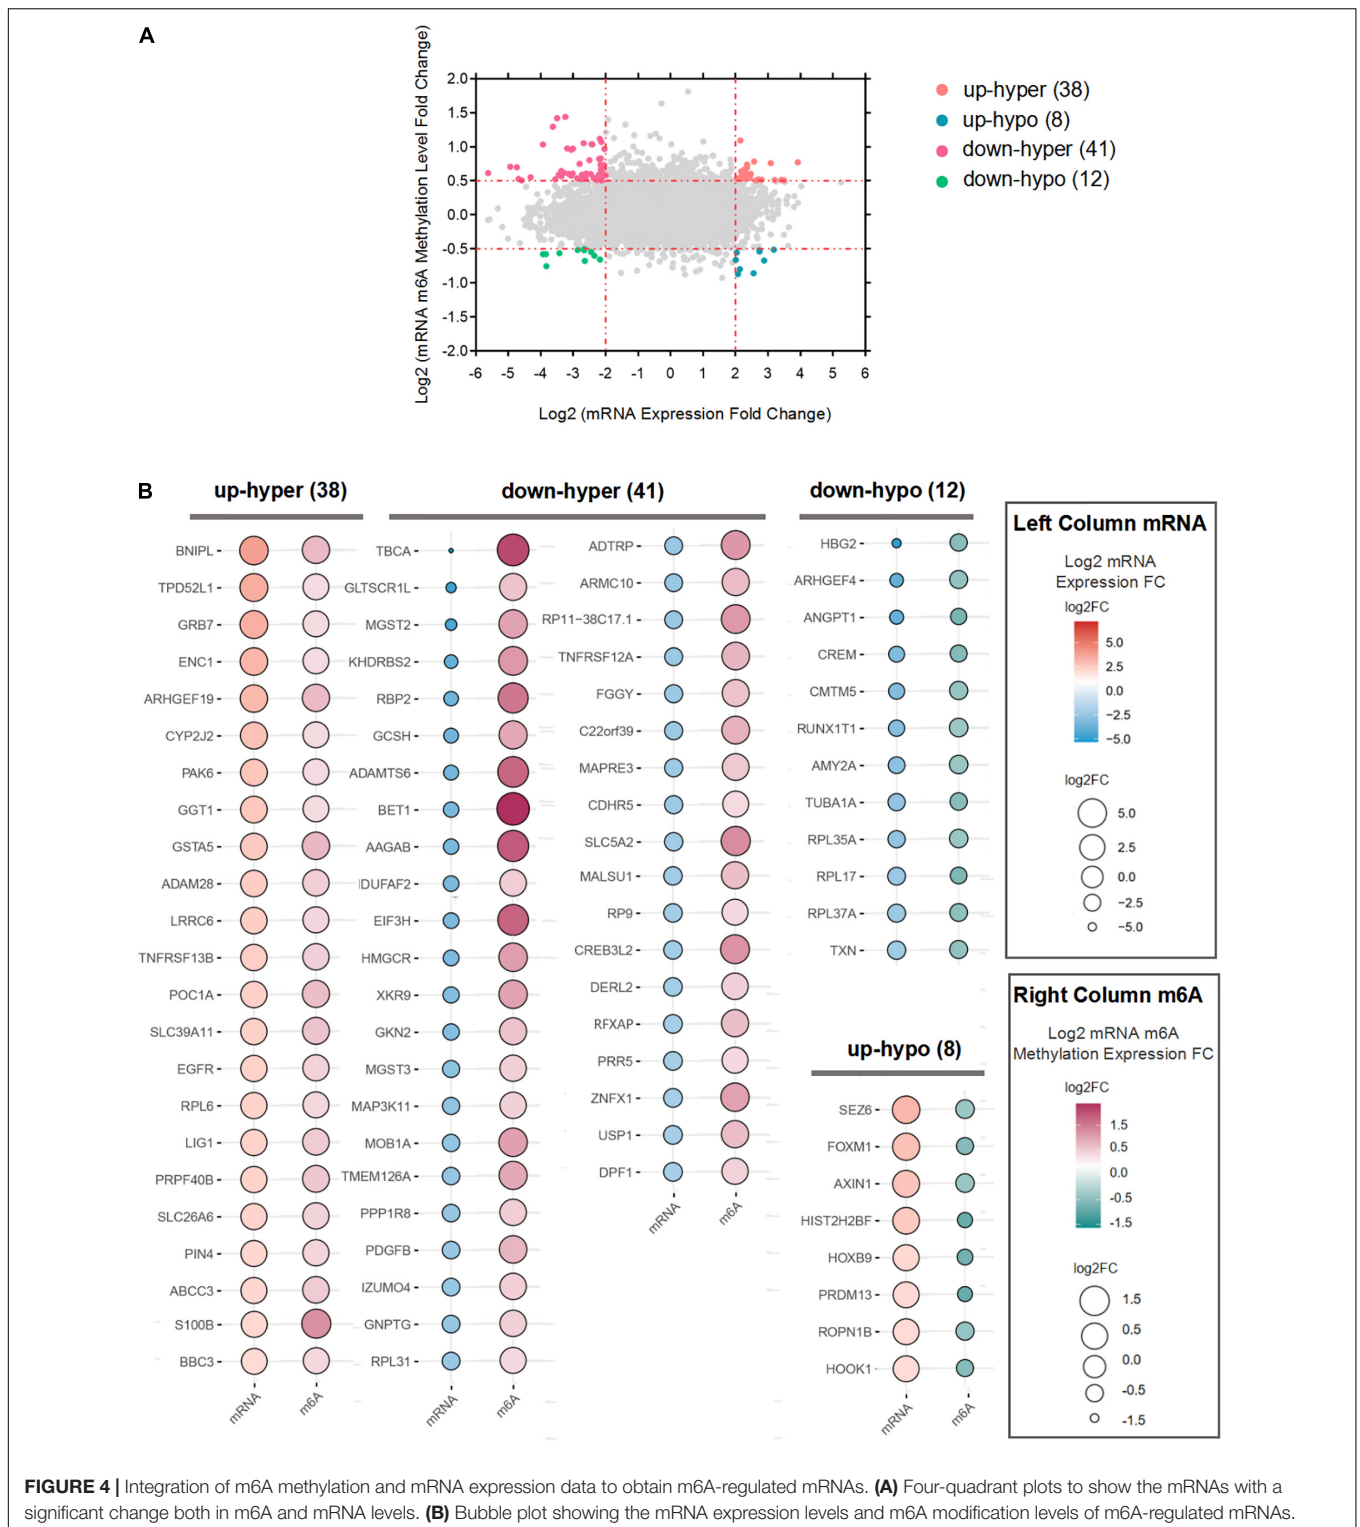 A
Log2 (mRNA m6A Methylation Level Fold Change)
2.0
1.5
1.0
0.5
0.0
-0.5
-1.0
-1.5
-2.0
-6 -5 -4 -3 -2 -1 0 1 2 3 4 5 6
Log2 (mRNA Expression Fold Change)
up-hyper (38)
up-hypo (8)
down-hyper (41)
down-hypo (12)
B
up-hyper (38)
BNIPL
TPD52L1
GRB7
ENC1
ARHGEF19
CYP2J2
PAK6
GGT1
GSTA5
ADAM28
LRRC6
TNFRSF13B
POC1A
SLC39A11
EGFR
RPL6
LIG1
PRPF40B
SLC26A6
PIN4
ABCC3
S100B
BBC3
mRNA
m6A
down-hyper (41)
TBCA
GLTSCR1L
MGST2
KHDRBS2
RBP2
GCSH
ADAMTS6
BET1
AAGAB
IDUFAF2
EIF3H
HMGCR
XKR9
GKN2
MGST3
MAP3K11
MOB1A
TMEM126A
PPP1R8
PDGFB
IZUMO4
GNPTG
RPL31
mRNA
m6A
ADTRP
ARMC10
RP11−38C17.1
TNFRSF12A
FGGY
C22orf39
MAPRE3
CDHR5
SLC5A2
MALSU1
RP9
CREB3L2
DERL2
RFXAP
PRR5
ZNFX1
USP1
DPF1
mRNA
m6A
down-hypo (12)
HBG2
ARHGEF4
ANGPT1
CREM
CMTM5
RUNX1T1
AMY2A
TUBA1A
RPL35A
RPL17
RPL37A
TXN
up-hypo (8)
SEZ6
FOXM1
AXIN1
HIST2H2BF
HOXB9
PRDM13
ROPN1B
HOOK1
mRNA
m6A
Left Column mRNA
Log2 mRNA
Expression FC
log2FC
5.0
2.5
0.0
−2.5
−5.0
log2FC
5.0
2.5
0.0
−2.5
−5.0
Right Column m6A
Log2 mRNA m6A
Methylation Expression FC
log2FC
1.5
0.5
0.0
-0.5
-1.5
log2FC
1.5
0.5
0.0
-0.5
-1.5
FIGURE 4 | Integration of m6A methylation and mRNA expression data to obtain m6A-regulated mRNAs. (A) Four-quadrant plots to show the mRNAs with a
significant change both in m6A and mRNA levels. (B) Bubble plot showing the mRNA expression levels and m6A modification levels of m6A-regulated mRNAs.